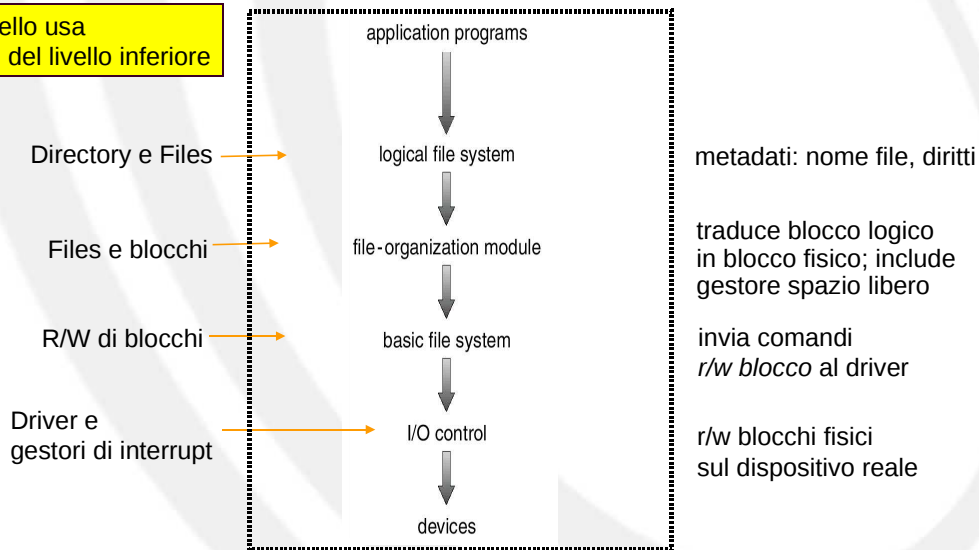 ello usa
del livello inferiore
application programs
Directory e Files
logical file system
metadati: nome file, diritti
Files e blocchi
file-organization module
traduce blocco logico
in blocco fisico; include
gestore spazio libero
R/W di blocchi
basic file system
invia comandi
r/w blocco al driver
Driver e
gestori di interrupt
I/O control
r/w blocchi fisici
sul dispositivo reale
devices